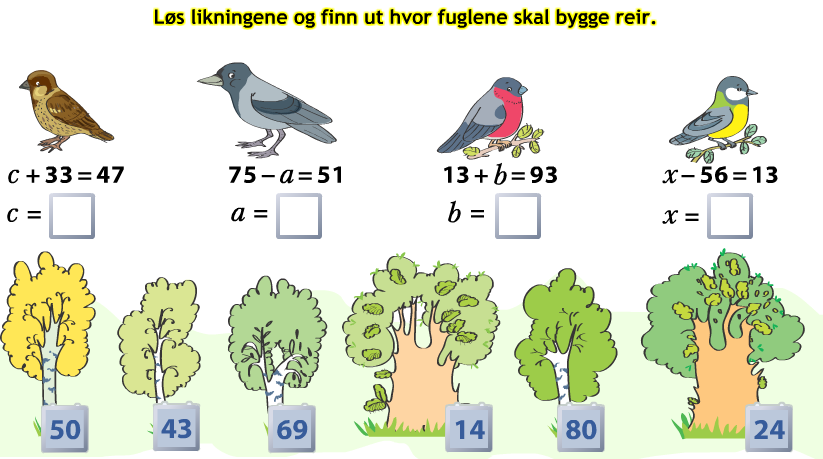 Løs likningene og finn ut hvor fuglene skal bygge reir.
c + 33 = 47
75 – a = 51
13 + b = 93
x – 56 = 13
c =
a =
b =
x =
50
43
69
14
80
24